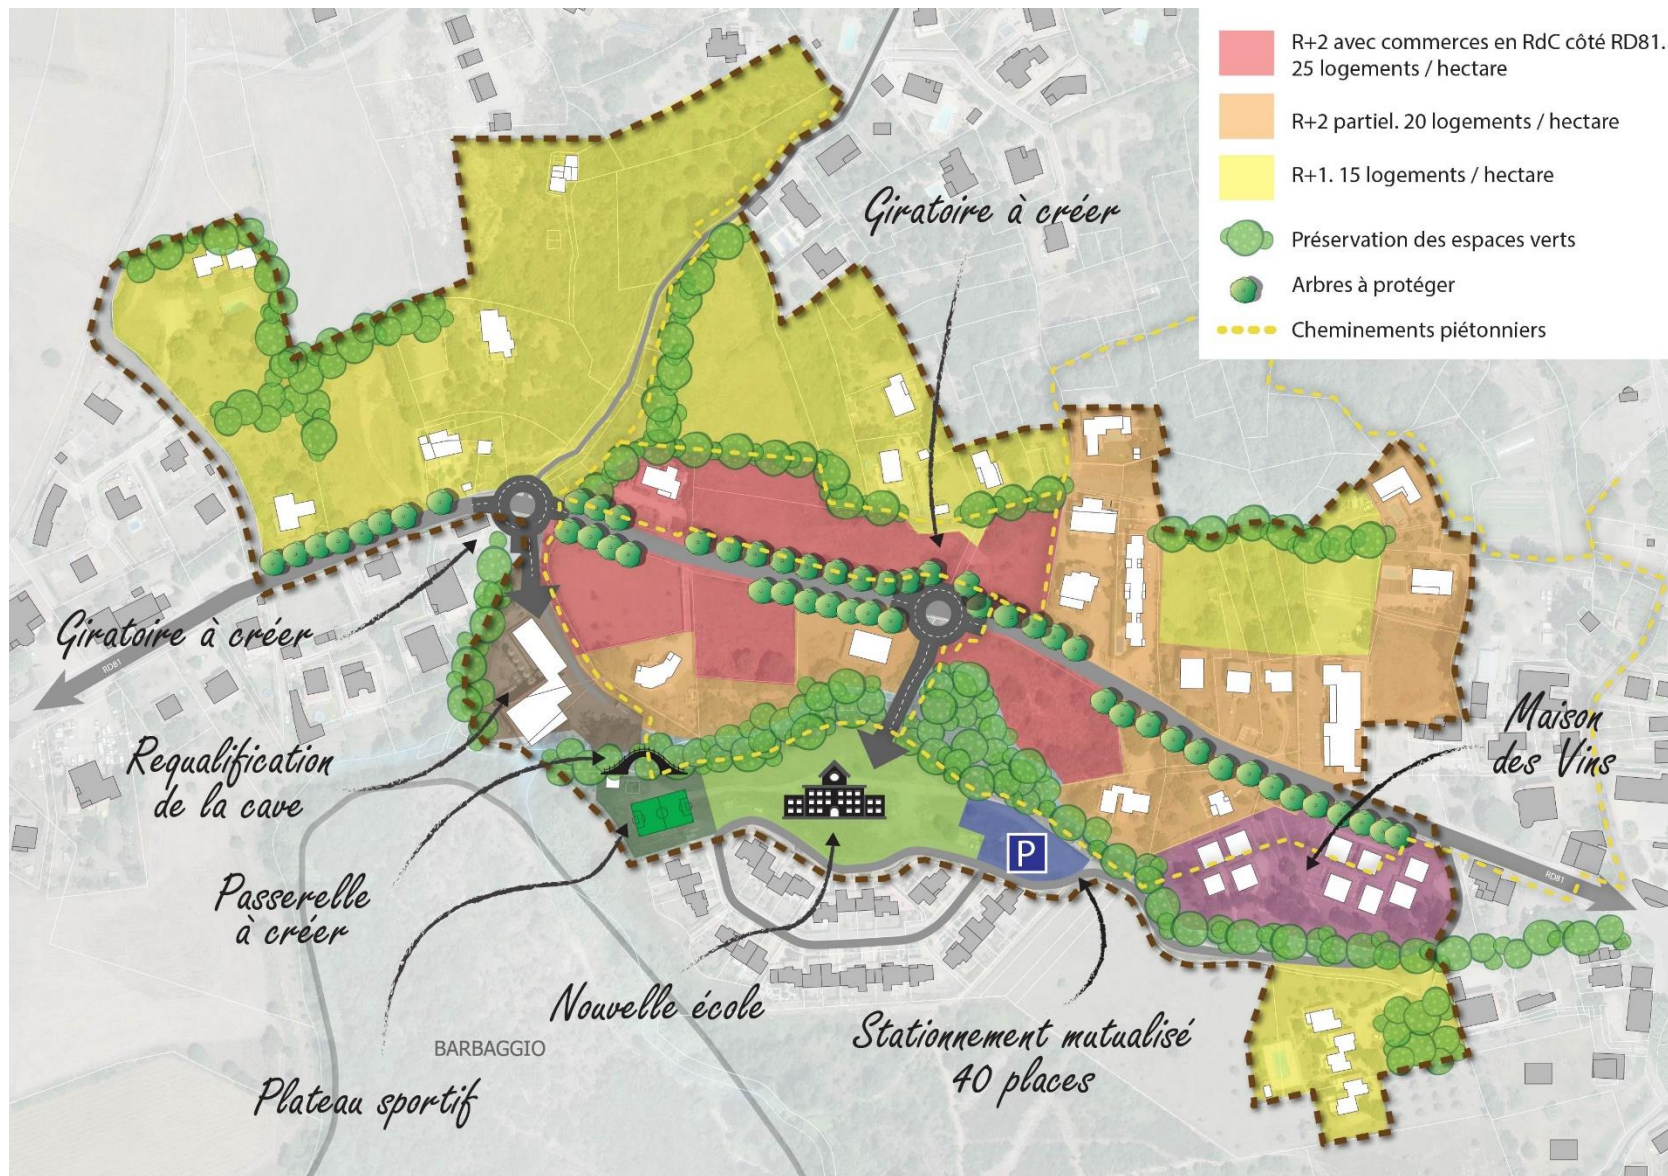 R+2 avec commerces en RdC côté RD81.
25 logements / hectare
R+2 partiel. 20 logements / hectare
R+1. 15 logements / hectare
Préservation des espaces verts
Arbres à protéger
Cheminements piétonniers
Giratoire à créer
Giratoire à créer
RD81
Requalification
de la cave
Passerelle
à créer
Plateau sportif
BARBAGGIO
Nouvelle école
P
Stationnement mutualisé
40 places
Maison
des Vins
RD81